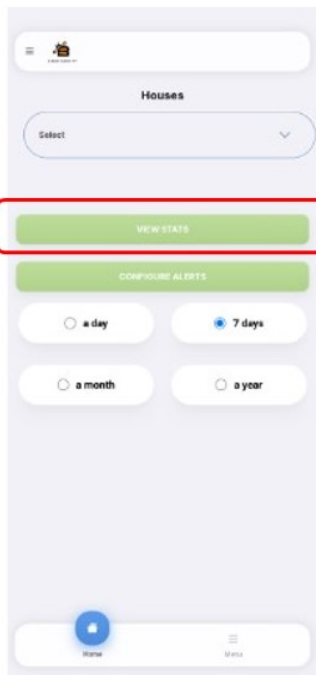 Houses
Select
VIEW STATS
CONFIGURE ALERTS
a day
7 days
a month
a year
Home
Menu